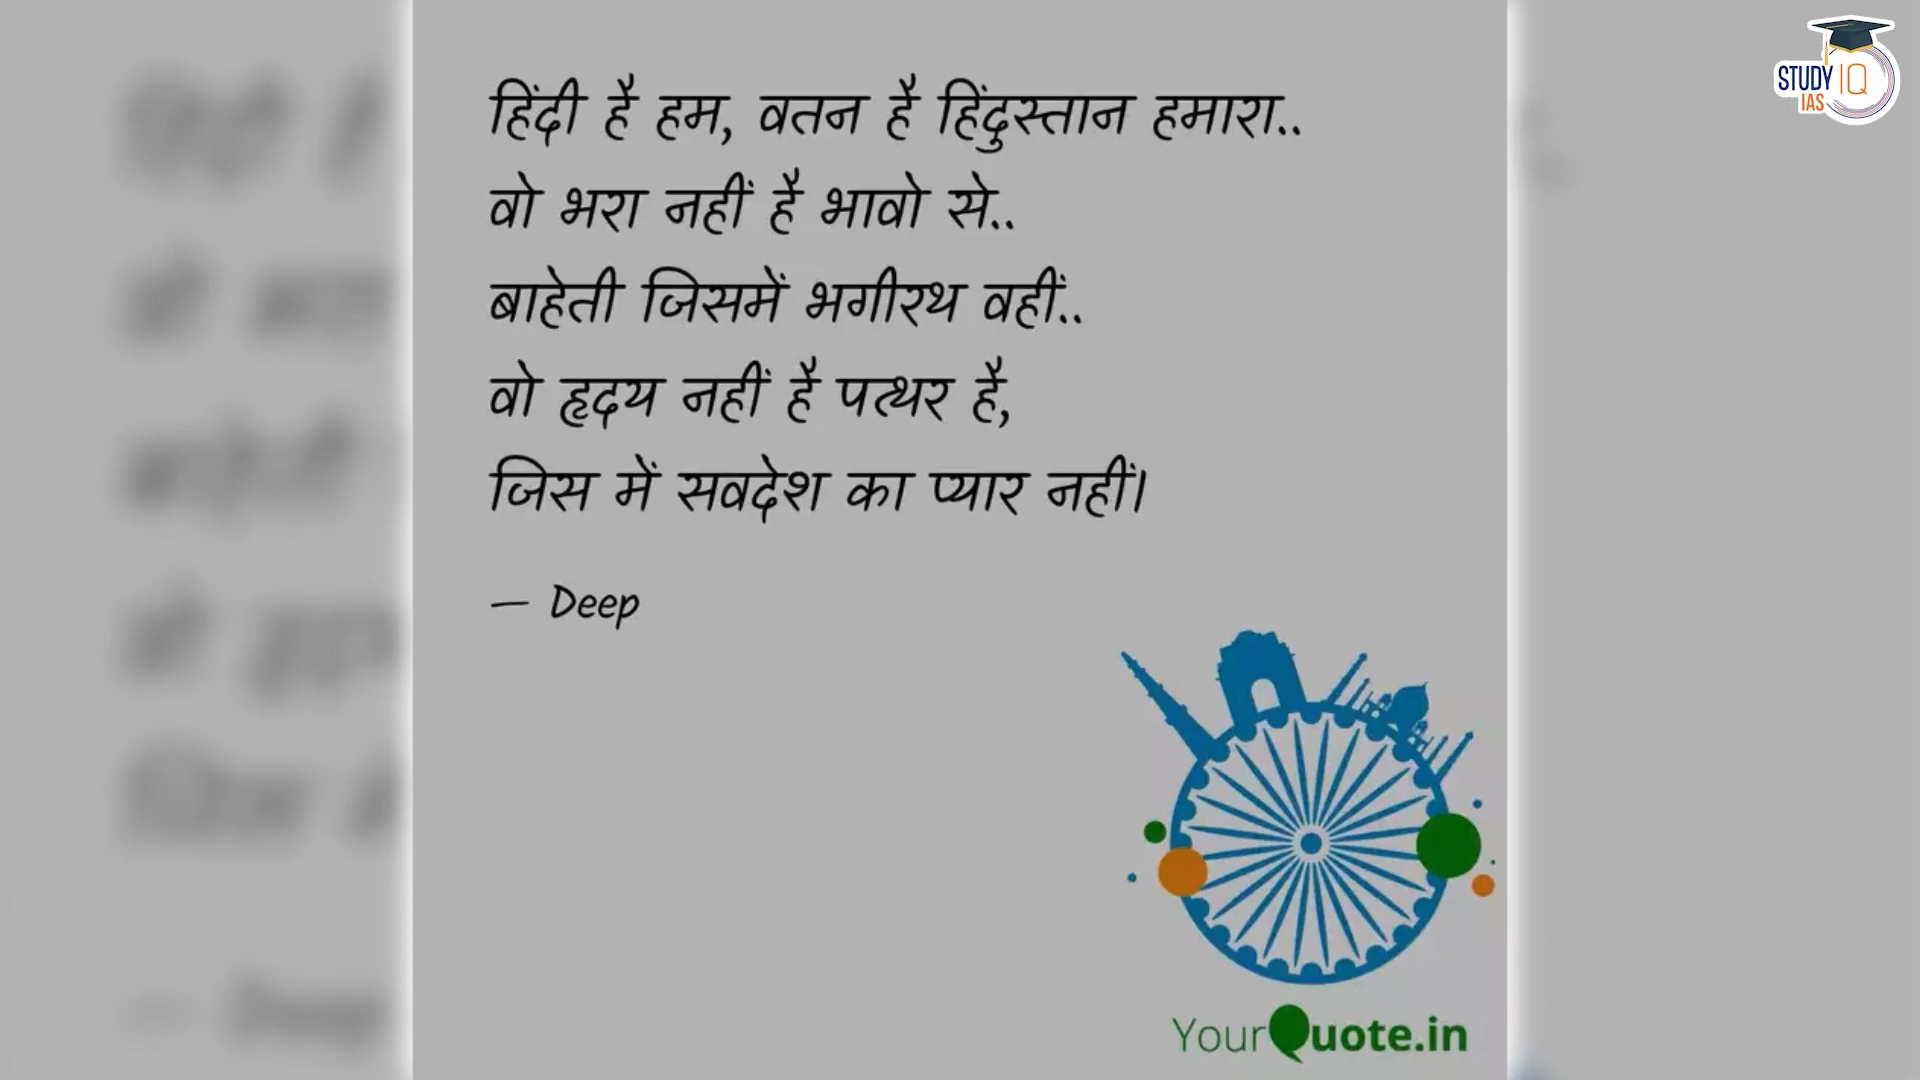 हिंदी है हम, वतन है हिंदुस्तान हमारा..
वो भरा नहीं है भावो से..
बाहेती जिसमें भगीरथ वहीं..
वो हृदय नहीं है पत्थर है,
जिस में सवदेश का प्यार नहीं।
— Deep
YourQuote.in
STUDY IQ
IAS